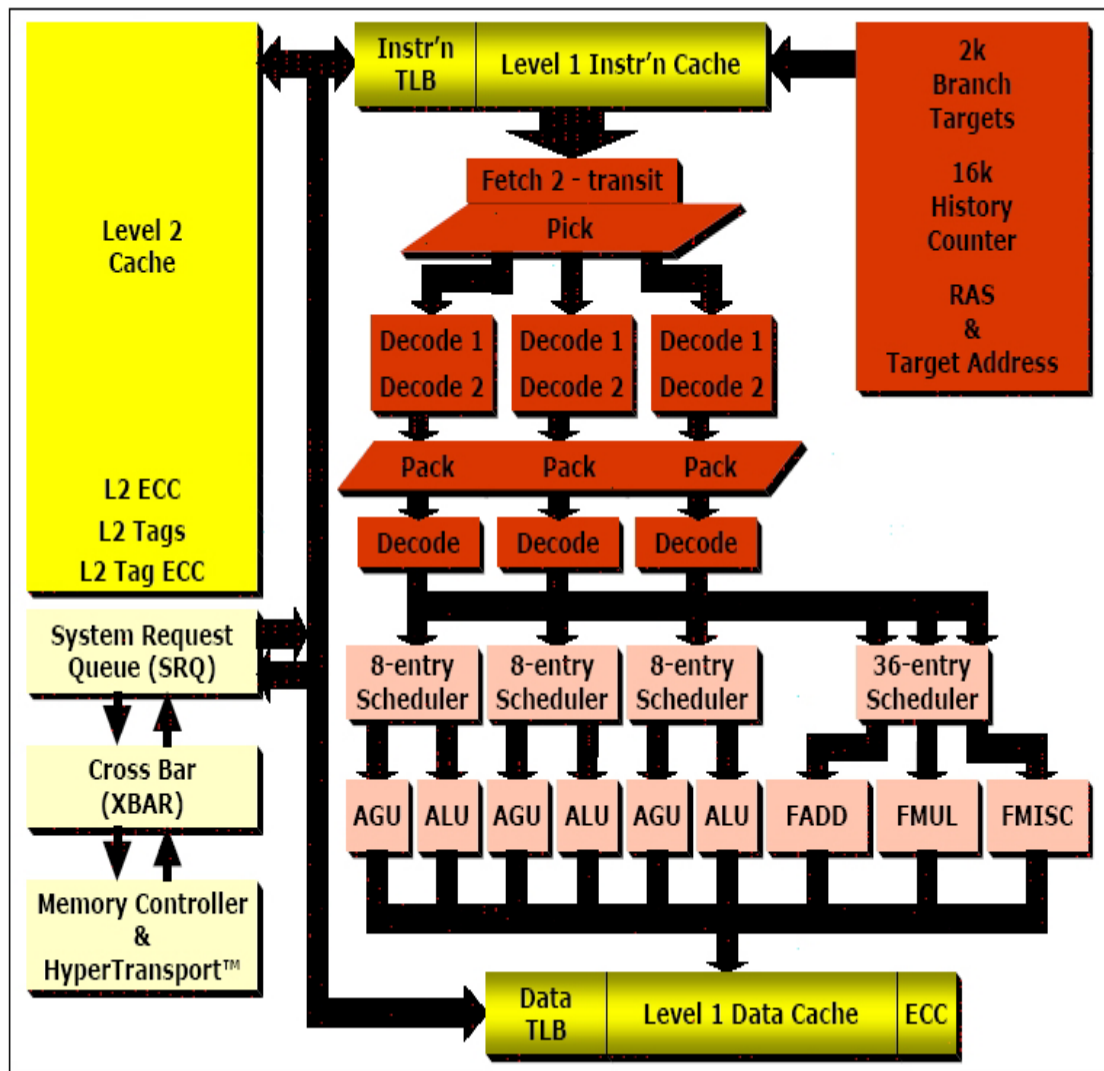 Instr'n
TLB
Level 1 Instr'n Cache
2k
Branch
Targets
16k
History
Counter
RAS
&
Target Address
Level 2
Cache
L2 ECC
L2 Tags
L2 Tag ECC
Fetch 2 - transit
Pick
Decode 1
Decode 2
Decode 1
Decode 2
Decode 1
Decode 2
Pack
Pack
Pack
Decode
Decode
Decode
System Request
Queue (SRQ)
Cross Bar
(XBAR)
Memory Controller
&
HyperTransport™
8-entry
Scheduler
8-entry
Scheduler
8-entry
Scheduler
36-entry
Scheduler
AGU
ALU
AGU
ALU
AGU
ALU
FADD
FMUL
FMISC
Data
TLB
Level 1 Data Cache
ECC